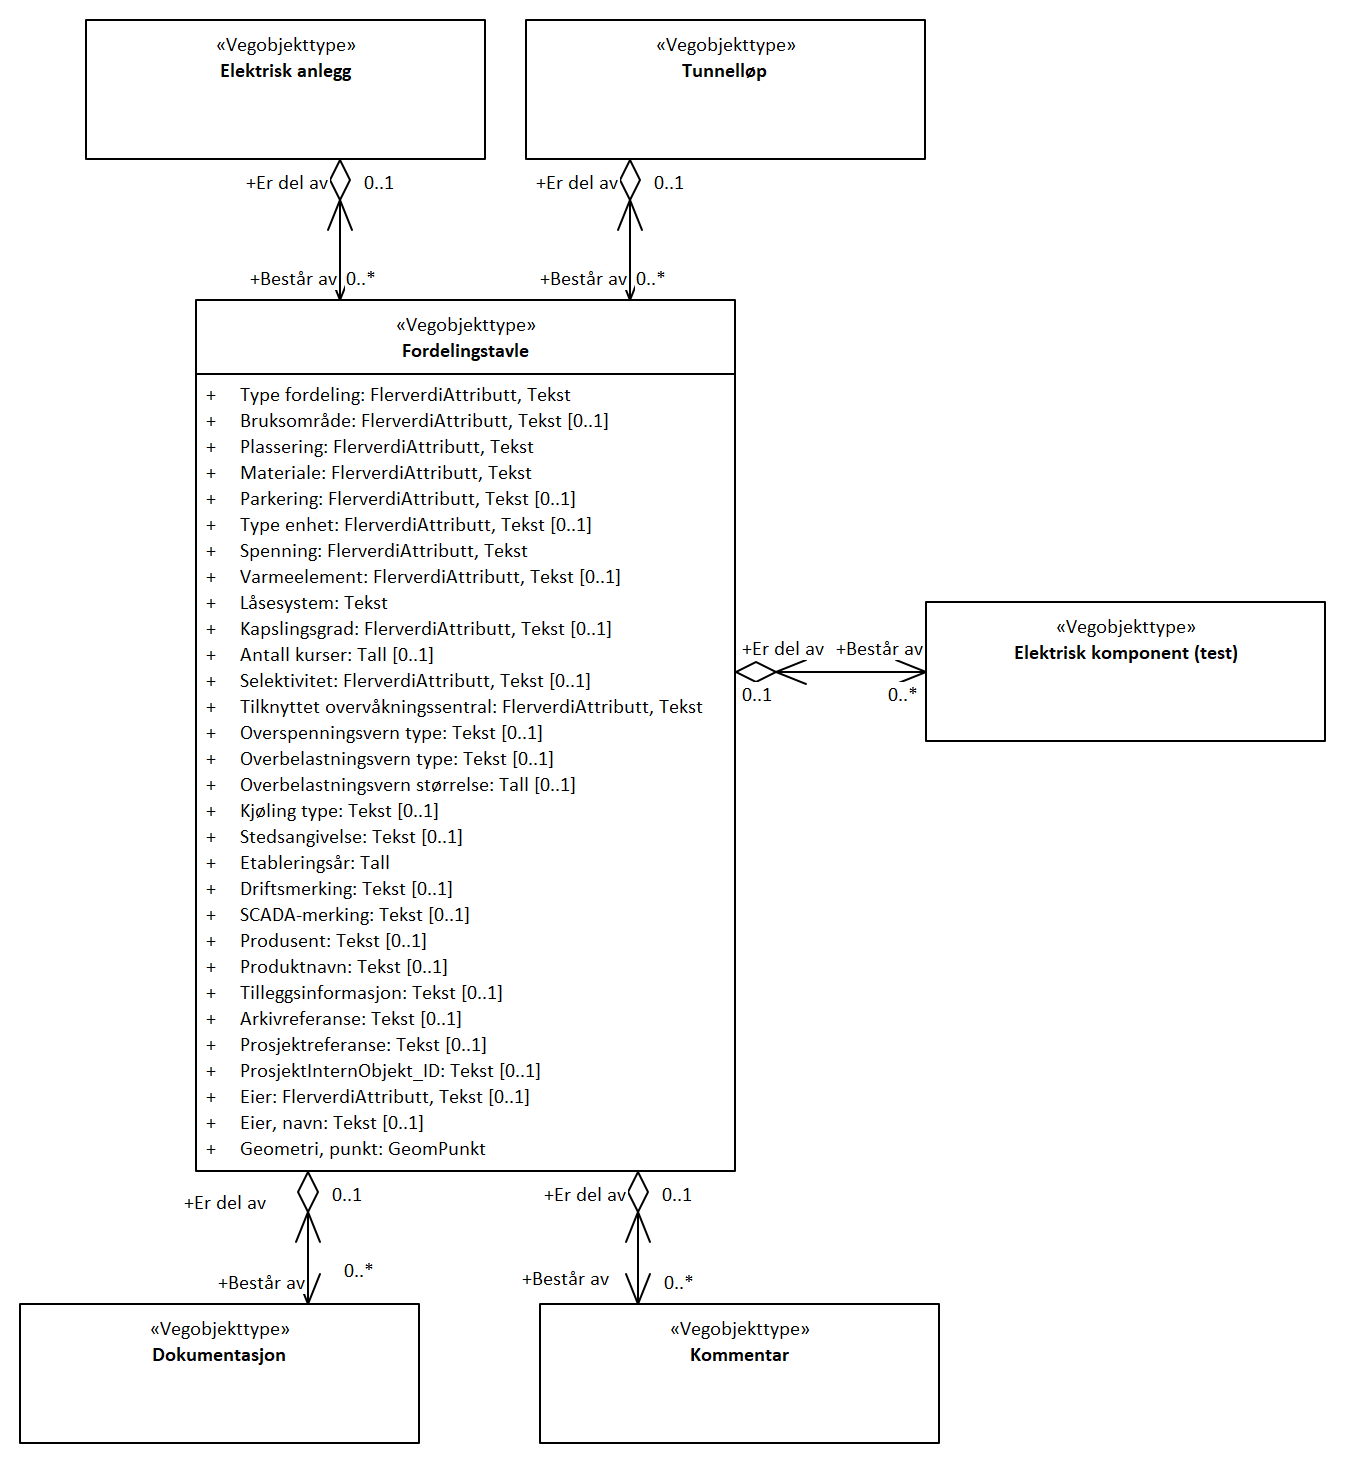 «Vegobjekttype»
Elektrisk anlegg
«Vegobjekttype»
Tunnelløp
+Er del av 0..1
+Er del av 0..1
+Består av 0..*
+Består av 0..*
«Vegobjekttype»
Fordelingstavle
+ Type fordeling: FlerverdiAttributt, Tekst
+ Bruksområde: FlerverdiAttributt, Tekst [0..1]
+ Plassering: FlerverdiAttributt, Tekst
+ Materiale: FlerverdiAttributt, Tekst
+ Parkering: FlerverdiAttributt, Tekst [0..1]
+ Type enhet: FlerverdiAttributt, Tekst [0..1]
+ Spenning: FlerverdiAttributt, Tekst
+ Varmeelement: FlerverdiAttributt, Tekst [0..1]
+ Låsesystem: Tekst
+ Kapslingsgrad: FlerverdiAttributt, Tekst [0..1]
+ Antall kurser: Tall [0..1]
+ Selektivitet: FlerverdiAttributt, Tekst [0..1]
+ Tilknyttet overvåkningssentral: FlerverdiAttributt, Tekst
+ Overspenningsvern type: Tekst [0..1]
+ Overbelastningsvern type: Tekst [0..1]
+ Overbelastningsvern størrelse: Tall [0..1]
+ Kjøling type: Tekst [0..1]
+ Stedsangivelse: Tekst [0..1]
+ Etableringsår: Tall
+ Driftsmerking: Tekst [0..1]
+ SCADA-merking: Tekst [0..1]
+ Produsent: Tekst [0..1]
+ Produktnavn: Tekst [0..1]
+ Tilleggsinformasjon: Tekst [0..1]
+ Arkivreferanse: Tekst [0..1]
+ Prosjektreferanse: Tekst [0..1]
+ ProsjektInternObjekt_ID: Tekst [0..1]
+ Eier: FlerverdiAttributt, Tekst [0..1]
+ Eier, navn: Tekst [0..1]
+ Geometri, punkt: GeomPunkt
+Er del av +Består av
0..1 0..*
«Vegobjekttype»
Elektrisk komponent (test)
+Er del av 0..1
+Er del av 0..1
+Består av 0..*
+Består av 0..*
«Vegobjekttype»
Dokumentasjon
«Vegobjekttype»
Kommentar